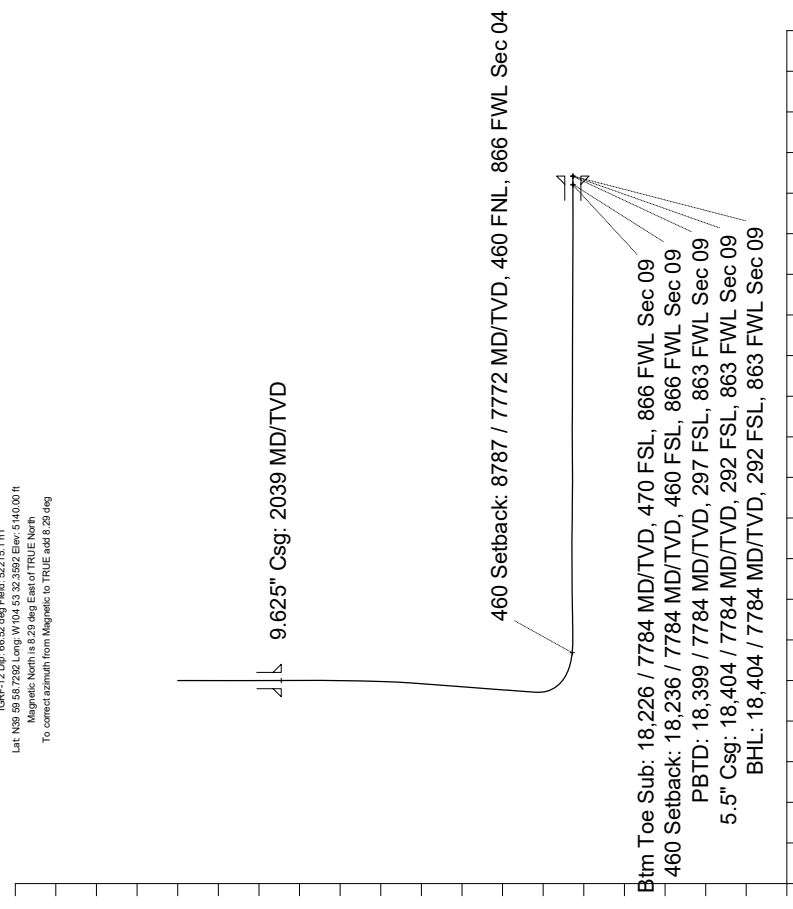 Lat: N39 59 58.7292 Long: W104 53 32.3592 Elev: 5140.00 ft
Magnetic North is 8.29 deg East of TRUE North
To correct azimuth from Magnetic to TRUE add 8.29 deg
9.625" Csg: 2039 MD/TVD
460 Setback: 8787 / 7772 MD/TVD, 460 FNL, 866 FWL Sec 04
Btm Toe Sub: 18,226 / 7784 MD/TVD, 470 FSL, 866 FWL Sec 09
460 Setback: 18,236 / 7784 MD/TVD, 460 FSL, 866 FWL Sec 09
PBTD: 18,399 / 7784 MD/TVD, 297 FSL, 863 FWL Sec 09
5.5" Csg: 18,404 / 7784 MD/TVD, 292 FSL, 863 FWL Sec 09
BHL: 18,404 / 7784 MD/TVD, 292 FSL, 863 FWL Sec 09